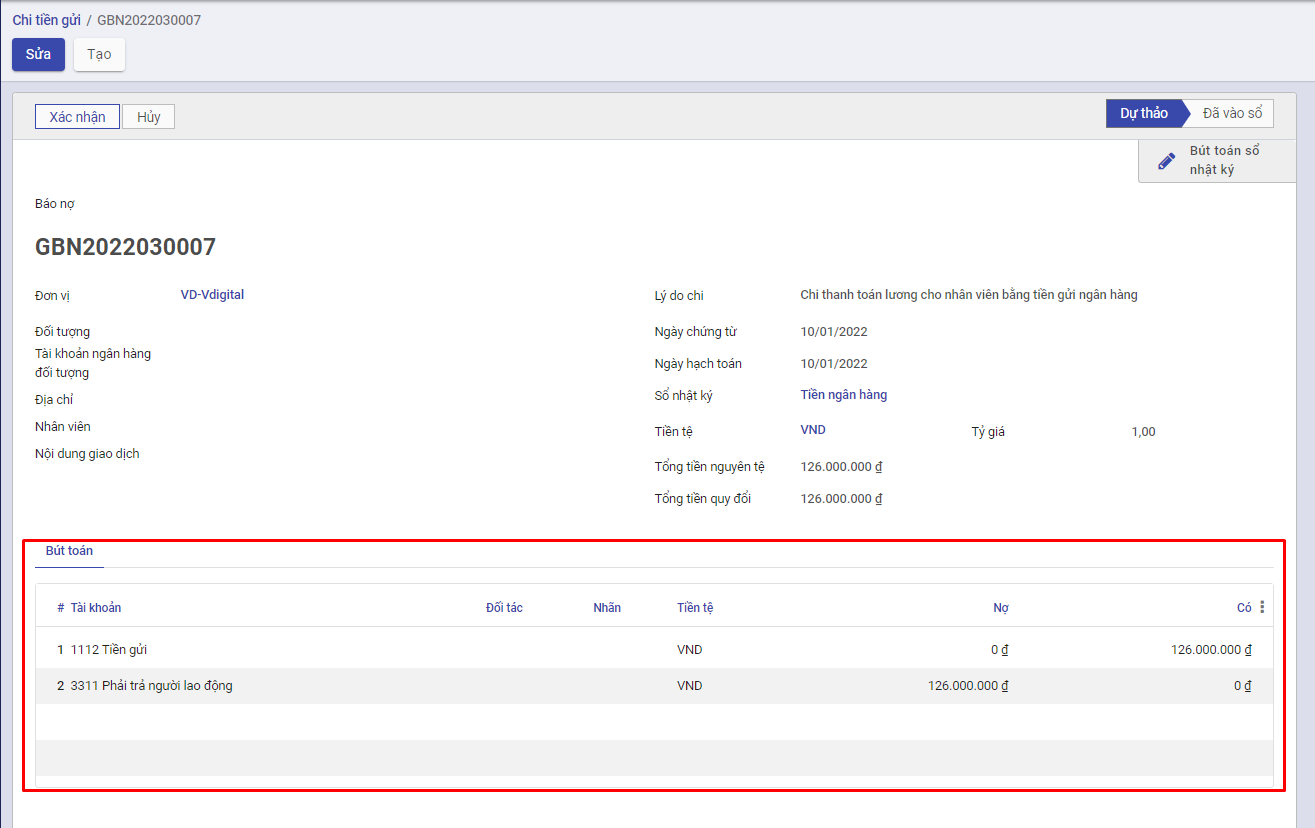 Chi tiền gửi / GBN2022030007
Sửa Tạo
Xác nhận Hủy Dự thảo Đã vào sổ
Bút toán sổ
nhật ký
Báo nợ
GBN2022030007
Đơn vị VD-Vdigital
Đối tượng
Tài khoản ngân hàng
đối tượng
Địa chỉ
Nhân viên
Nội dung giao dịch
Lý do chi Chi thanh toán lương cho nhân viên bằng tiền gửi ngân hàng
Ngày chứng từ 10/01/2022
Ngày hạch toán 10/01/2022
Sổ nhật ký Tiền ngân hàng
Tiền tệ VND Tỷ giá 1,00
Tổng tiền nguyên tệ 126.000.000 ₫
Tổng tiền quy đổi 126.000.000 ₫
Bút toán
# Tài khoản Đối tác Nhãn Tiền tệ Nợ Có
1 1112 Tiền gửi VND 0 ₫ 126.000.000 ₫
2 3311 Phải trả người lao động VND 126.000.000 ₫ 0 ₫